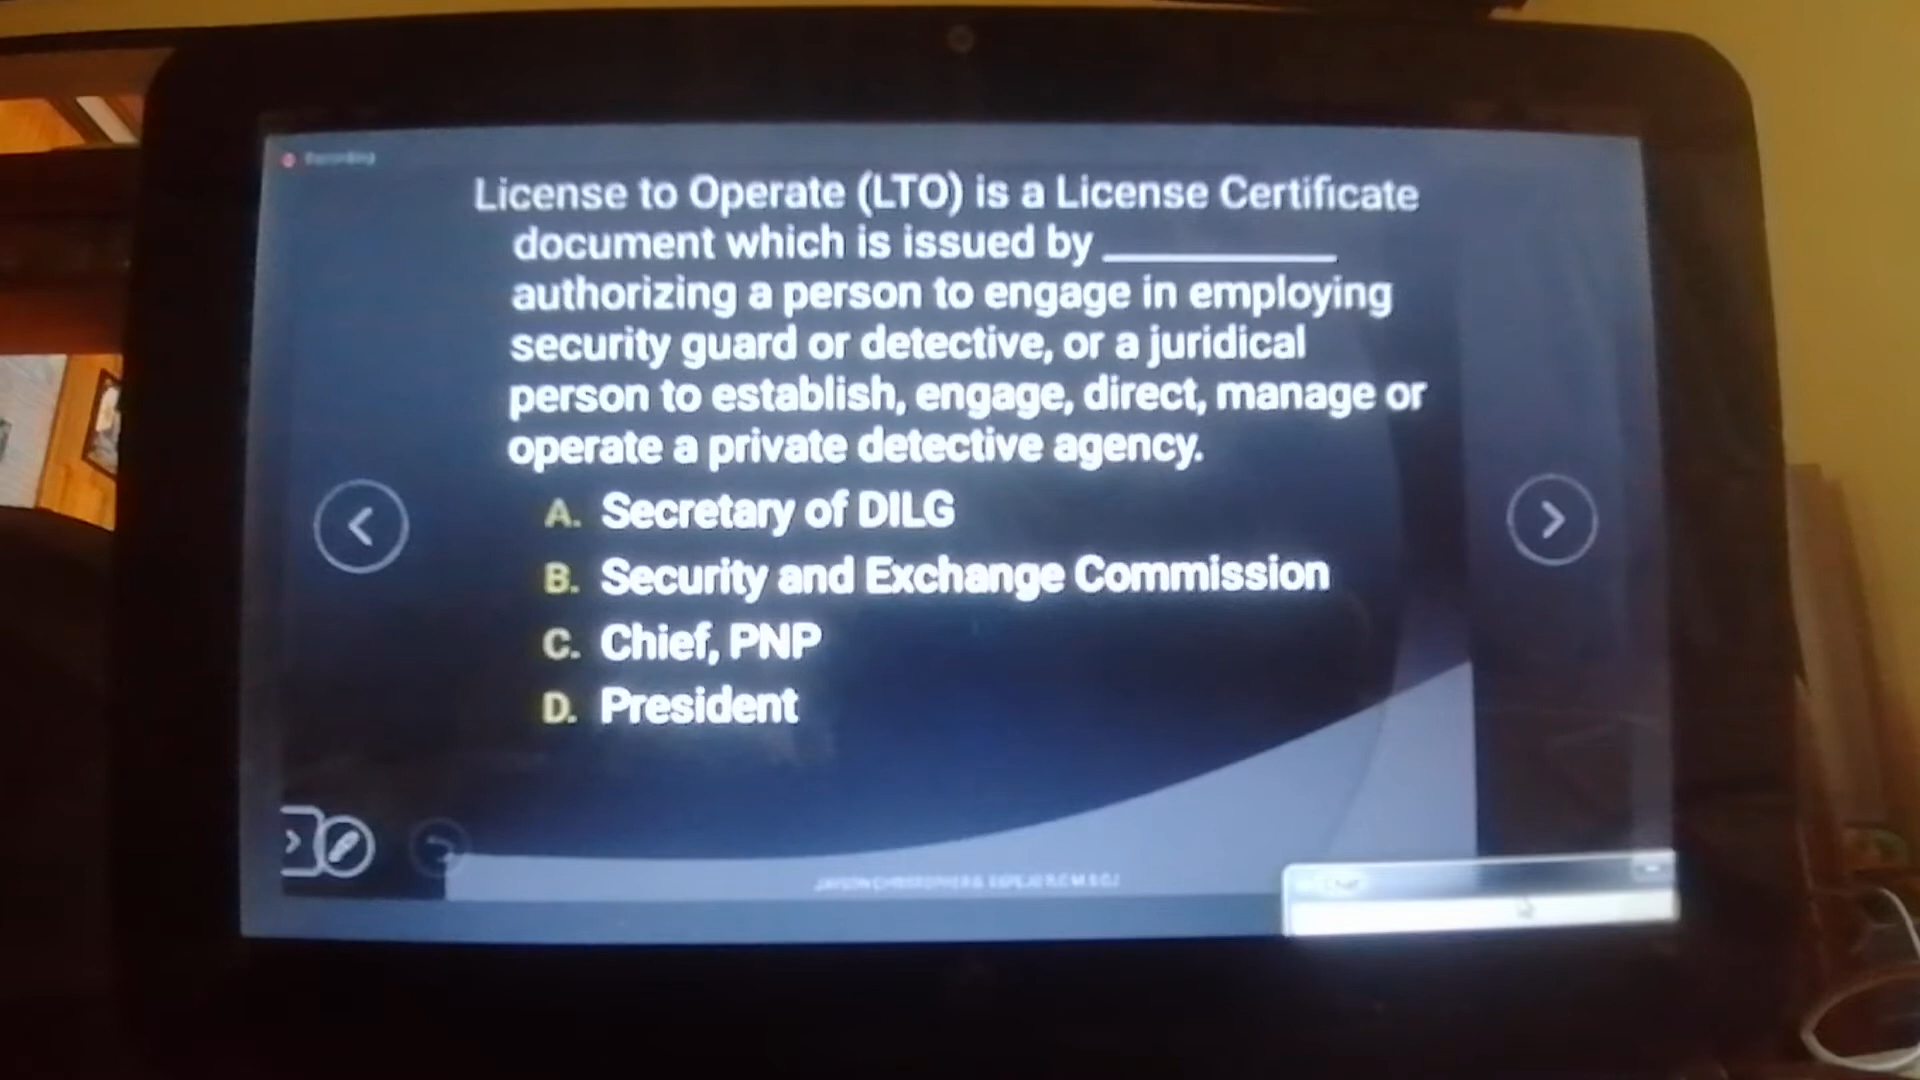 Recording
License to Operate (LTO) is a License Certificate
document which is issued by __________
authorizing a person to engage in employing
security guard or detective, or a juridical
person to establish, engage, direct, manage or
operate a private detective agency.
A. Secretary of DILG
B. Security and Exchange Commission
C. Chief, PNP
D. President